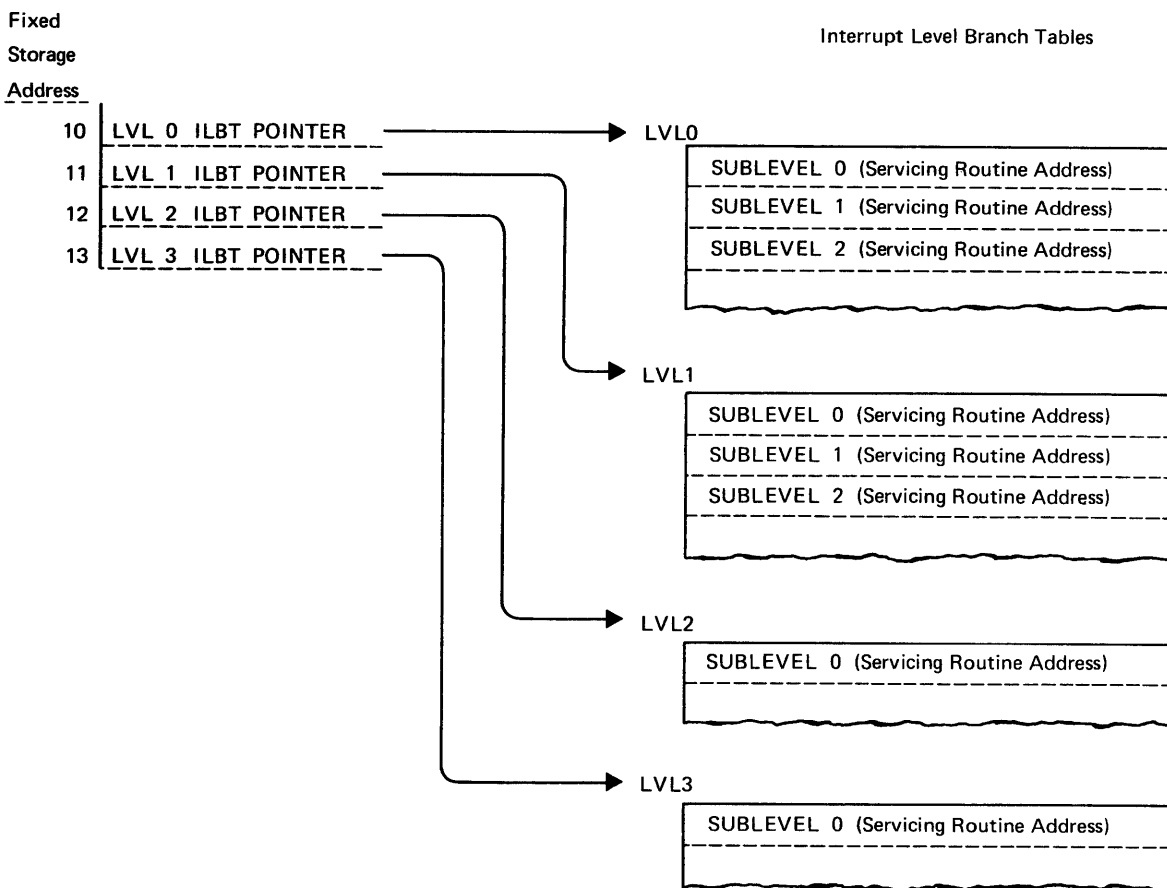 Fixed
Storage
Address
Interrupt Level Branch Tables
10 LVL 0 ILBT POINTER
11 LVL 1 ILBT POINTER
12 LVL 2 ILBT POINTER
13 LVL 3 ILBT POINTER
LVL0
SUBLEVEL 0 (Servicing Routine Address)
SUBLEVEL 1 (Servicing Routine Address)
SUBLEVEL 2 (Servicing Routine Address)
LVL1
SUBLEVEL 0 (Servicing Routine Address)
SUBLEVEL 1 (Servicing Routine Address)
SUBLEVEL 2 (Servicing Routine Address)
LVL2
SUBLEVEL 0 (Servicing Routine Address)
LVL3
SUBLEVEL 0 (Servicing Routine Address)